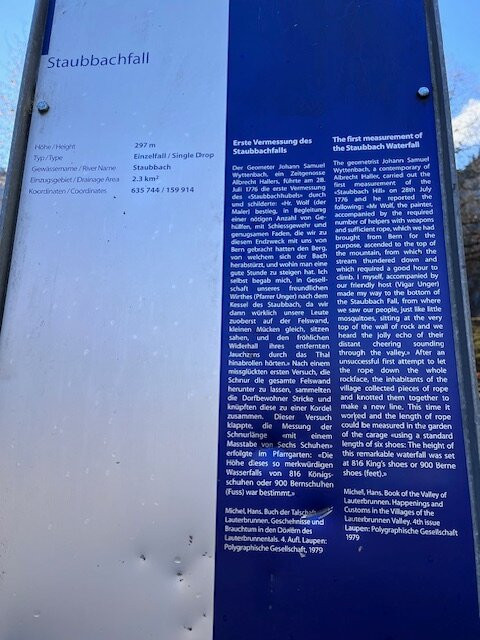 Staubbachfall
Höhe / Height 297 m
Typ / Type Einzelfall / Single Drop
Gewässername / River Name Staubbach
Einzugsgebiet / Drainage Area 2.3 km²
Koordinaten / Coordinates 635 744 / 159 914
Erste Vermessung des
Staubbachfalls
Der Geometer Johann Samuel
Wyttenbach, ein Zeitgenosse
Albrecht Hallers, führte am 28.
Juli 1776 die erste Vermessung
des «Staubbachhubels» durch
und schilderte: «Hr. Wolf (der
Maler) bestieg, in Begleitung
einer nötigen Anzahl von Ge-
hülfen, mit Schiessgewehr und
genugsamen Faden, die wir zu
diesem Endzweck mit uns von
Bern gebracht hatten den Berg,
von welchem sich der Bach
herabstürzt, und wohin man eine
gute Stunde zu steigen hat. Ich
selbst begab mich, in Gesell-
schaft unseres freundlichen
Wirthes (Pfarrer Unger) nach dem
Kessel des Staubbach, da wir
dann würklich unsere Leute
zuoberst auf der Felswand,
kleinen Mücken gleich, sitzen
sahen, und den fröhlichen
Widerhall ihres entfernten
Jauchzens durch das Thal
hinabrollen hörten.» Nach einem
missglückten ersten Versuch, die
Schnur die gesamte Felswand
herunter zu lassen, sammelten
die Dorfbewohner Stricke und
knüpften diese zu einer Kordel
zusammen. Dieser Versuch
klappte, die Messung der
Schnurlänge «mit einem
Masstabe von Sechs Schuhen»
erfolgte im Pfarrgarten: «Die
Höhe dieses so merkwürdigen
Wasserfalls von 816 Königs-
schuhen oder 900 Bernschuhen
(Fuss) war bestimmt.»
Michel, Hans. Buch der Talschaft
Lauterbrunnen. Geschehnisse und
Brauchtum in den Dörfern des
Lauterbrunnentals. 4. Aufl. Laupen:
Polygraphische Gesellschaft, 1979
The first measurement of
the Staubbach Waterfall
The geometrist Johann Samuel
Wyttenbach, a contemporary of
Albrecht Haller, carried out the
first measurement of the
«Staubbach Hill» on 28th July
1776 and he reported the
following: «Mr Wolf, the painter,
accompanied by the required
number of helpers with weapons
and sufficient rope, which we had
brought from Bern for the
purpose, ascended to the top of
the mountain, from which the
stream thundered down and
which required a good hour to
climb. I myself, accompanied by
our friendly host (Vigar Unger)
made my way to the bottom of
the Staubbach Fall, from where
we saw our people, just like little
mosquitoes, sitting at the very
top of the wall of rock and we
heard the jolly echo of their
distant cheering sounding
through the valley.» After an
unsuccessful first attempt to let
the rope down the whole
rockface, the inhabitants of the
village collected pieces of rope
and knotted them together to
make a new line. This time it
worked and the length of rope
could be measured in the garden
of the carage «using a standard
length of six shoes: The height of
this remarkable waterfall was set
at 816 King's shoes or 900 Berne
shoes (feet).»
Michel, Hans. Book of the Valley of
Lauterbrunnen. Happenings and
Customs in the Villages of the
Lauterbrunnen Valley. 4th issue
Laupen: Polygraphische Gesellschaft
1979